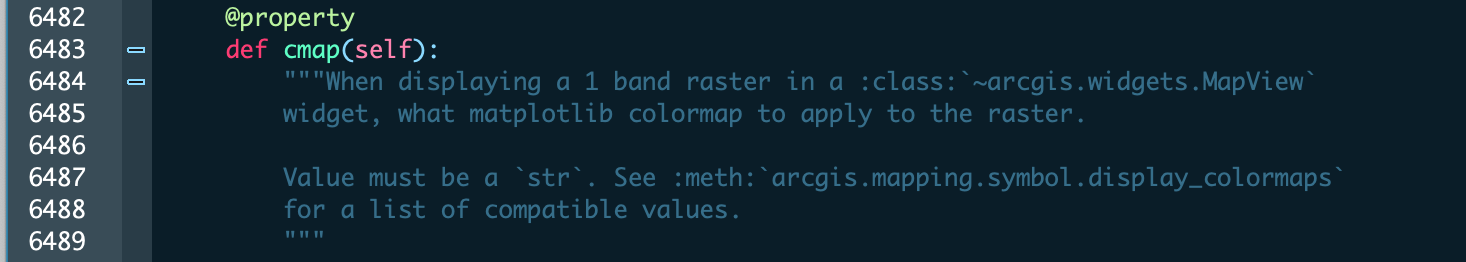 6482 @property
6483 def cmap(self):
6484 """When displaying a 1 band raster in a :class:`~arcgis.widgets.MapView`
6485 widget, what matplotlib colormap to apply to the raster.
6486
6487 Value must be a `str`. See :meth:`arcgis.mapping.symbol.display_colormaps`
6488 for a list of compatible values.
6489 """